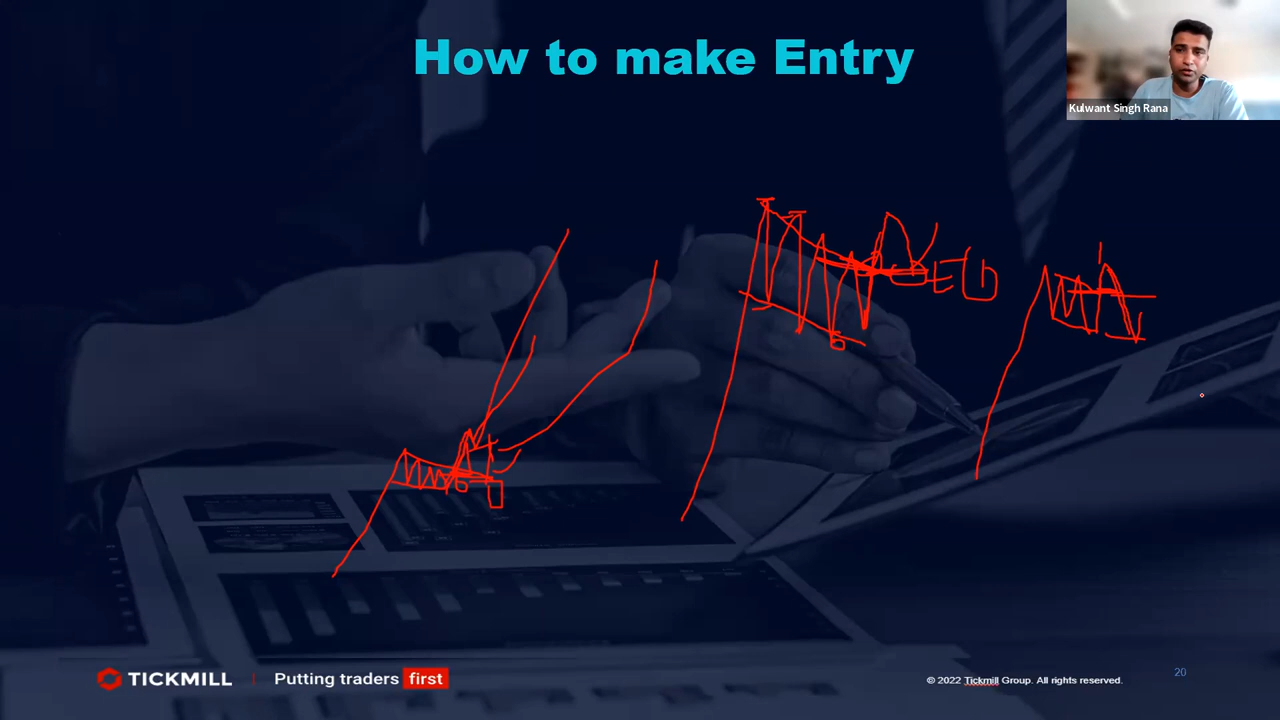 How to make Entry
Kulwant Singh Rana
TICKMILL
Putting traders first
© 2022 Tickmill Group. All rights reserved.
20